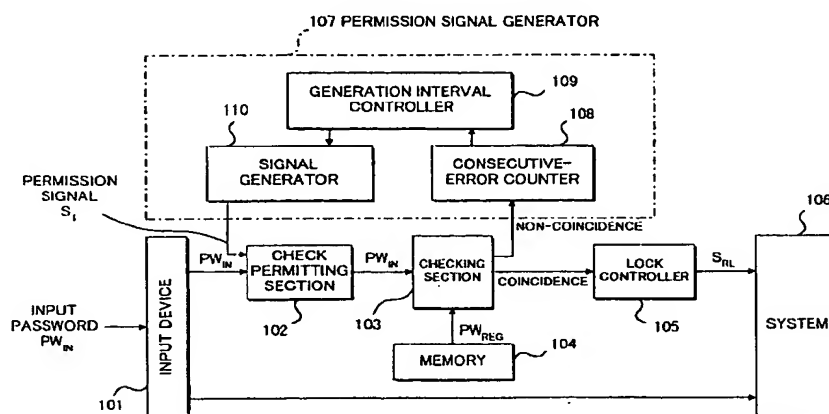 107 PERMISSION SIGNAL GENERATOR
GENERATION INTERVAL
CONTROLLER
109
110
108
SIGNAL
GENERATOR
CONSECUTIVE-
ERROR COUNTER
PERMISSION
SIGNAL
S1
NON-COINCIDENCE
106
PWIN
CHECK
PERMITTING
SECTION
PWIN
CHECKING
SECTION
COINCIDENCE
LOCK
CONTROLLER
SRL
SYSTEM
INPUT
PASSWORD
PWIN
INPUT DEVICE
102
103
105
PWREG
MEMORY
104
101